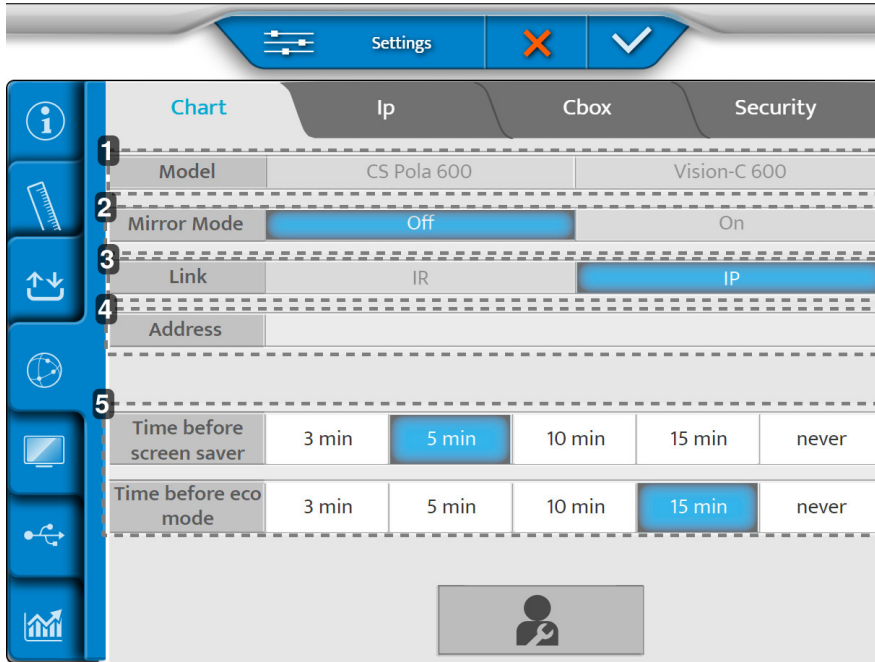 Settings
Chart Ip Cbox Security
1
Model CS Pola 600 Vision-C 600
2
Mirror Mode Off On
3
Link IR IP
4
Address
5
Time before screen saver 3 min 5 min 10 min 15 min never
Time before eco mode 3 min 5 min 10 min 15 min never